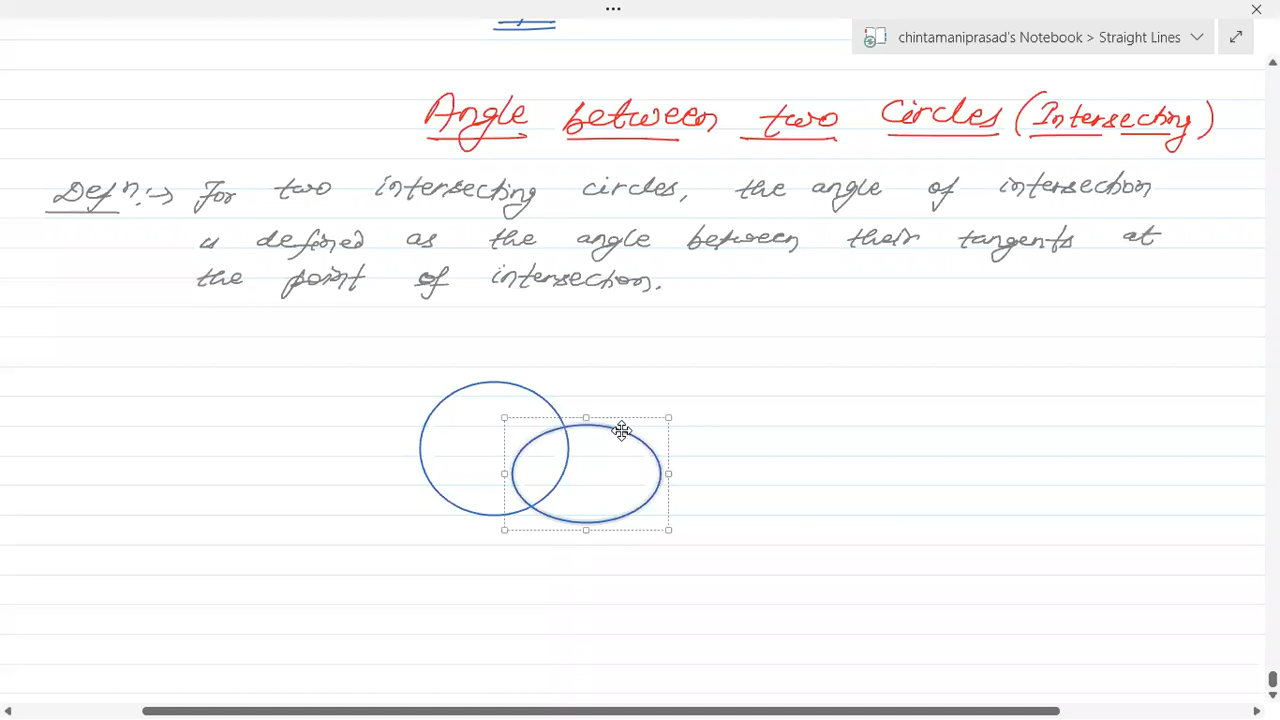 ...
chintamaniprasad's Notebook > Straight Lines
Angle between two Circles (Intersecting)
Defn:→ For two intersecting circles, the angle of intersection
is defined as the angle between their tangents at
the point of intersection.